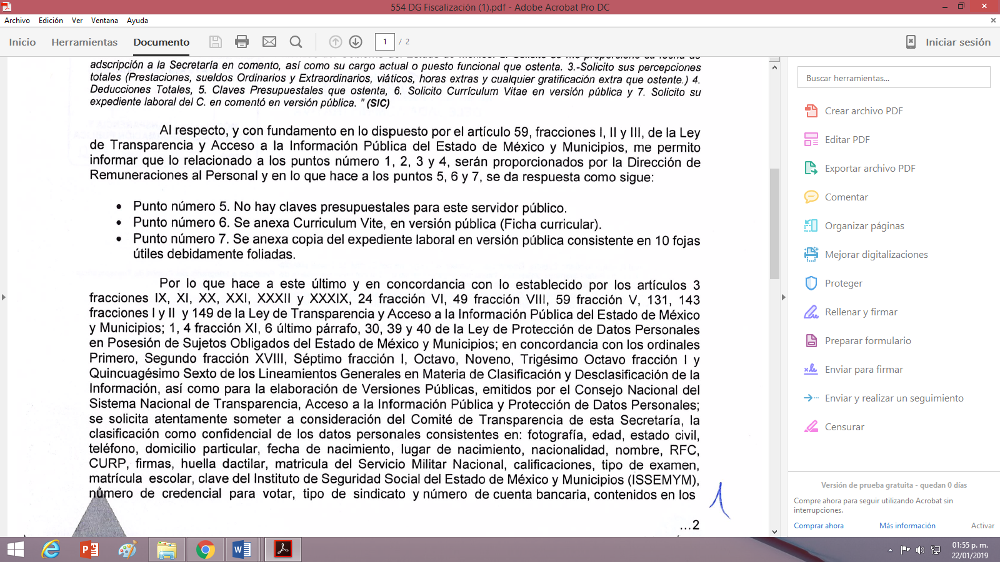 554 DG Fiscalización (1).pdf - Adobe Acrobat Pro DC
Archivo Edición Ver Ventana Ayuda
Inicio Herramientas Documento 1 / 2 Iniciar sesión
adscripción a la Secretaría en comento, así como su cargo actual o puesto funcional que ostenta. 3.-Solicito sus percepciones
totales (Prestaciones, sueldos Ordinarios y Extraordinarios, viáticos, horas extras y cualquier gratificación extra que ostente.) 4.
Deducciones Totales, 5. Claves Presupuestales que ostenta, 6. Solicito Currículum Vitae en versión pública y 7. Solicito su
expediente laboral del C. en comentó en versión pública. " (SIC)
Al respecto, y con fundamento en lo dispuesto por el artículo 59, fracciones I, II y III, de la Ley
de Transparencia y Acceso a la Información Pública del Estado de México y Municipios, me permito
informar que lo relacionado a los puntos número 1, 2, 3 y 4, serán proporcionados por la Dirección de
Remuneraciones al Personal y en lo que hace a los puntos 5, 6 y 7, se da respuesta como sigue:
• Punto número 5. No hay claves presupuestales para este servidor público.
• Punto número 6. Se anexa Curriculum Vite, en versión pública (Ficha curricular).
• Punto número 7. Se anexa copia del expediente laboral en versión pública consistente en 10 fojas
útiles debidamente foliadas.
Por lo que hace a este último y en concordancia con lo establecido por los artículos 3
fracciones IX, XI, XX, XXI, XXXII y XXXIX, 24 fracción VI, 49 fracción VIII, 59 fracción V, 131, 143
fracciones I y II y 149 de la Ley de Transparencia y Acceso a la Información Pública del Estado de México
y Municipios; 1, 4 fracción XI, 6 último párrafo, 30, 39 y 40 de la Ley de Protección de Datos Personales
en Posesión de Sujetos Obligados del Estado de México y Municipios; en concordancia con los ordinales
Primero, Segundo fracción XVIII, Séptimo fracción I, Octavo, Noveno, Trigésimo Octavo fracción I y
Quincuagésimo Sexto de los Lineamientos Generales en Materia de Clasificación y Desclasificación de la
Información, así como para la elaboración de Versiones Públicas, emitidos por el Consejo Nacional del
Sistema Nacional de Transparencia, Acceso a la Información Pública y Protección de Datos Personales;
se solicita atentamente someter a consideración del Comité de Transparencia de esta Secretaría, la
clasificación como confidencial de los datos personales consistentes en: fotografía, edad, estado civil,
teléfono, domicilio particular, fecha de nacimiento, lugar de nacimiento, nacionalidad, nombre, RFC,
CURP, firmas, huella dactilar, matricula del Servicio Militar Nacional, calificaciones, tipo de examen,
matrícula escolar, clave del Instituto de Seguridad Social del Estado de México y Municipios (ISSEMYM),
número de credencial para votar, tipo de sindicato y número de cuenta bancaria, contenidos en los
...2
Buscar herramientas...
Crear archivo PDF
Editar PDF
Exportar archivo PDF
Comentar
Organizar páginas
Mejorar digitalizaciones
Proteger
Rellenar y firmar
Preparar formulario
Enviar para firmar
Enviar y realizar un seguimiento
Censurar
Versión de prueba gratuita - quedan 0 días
Compre ahora para seguir utilizando Acrobat sin
interrupciones.
Comprar ahora Más información Activar
01:55 p. m.
22/01/2019